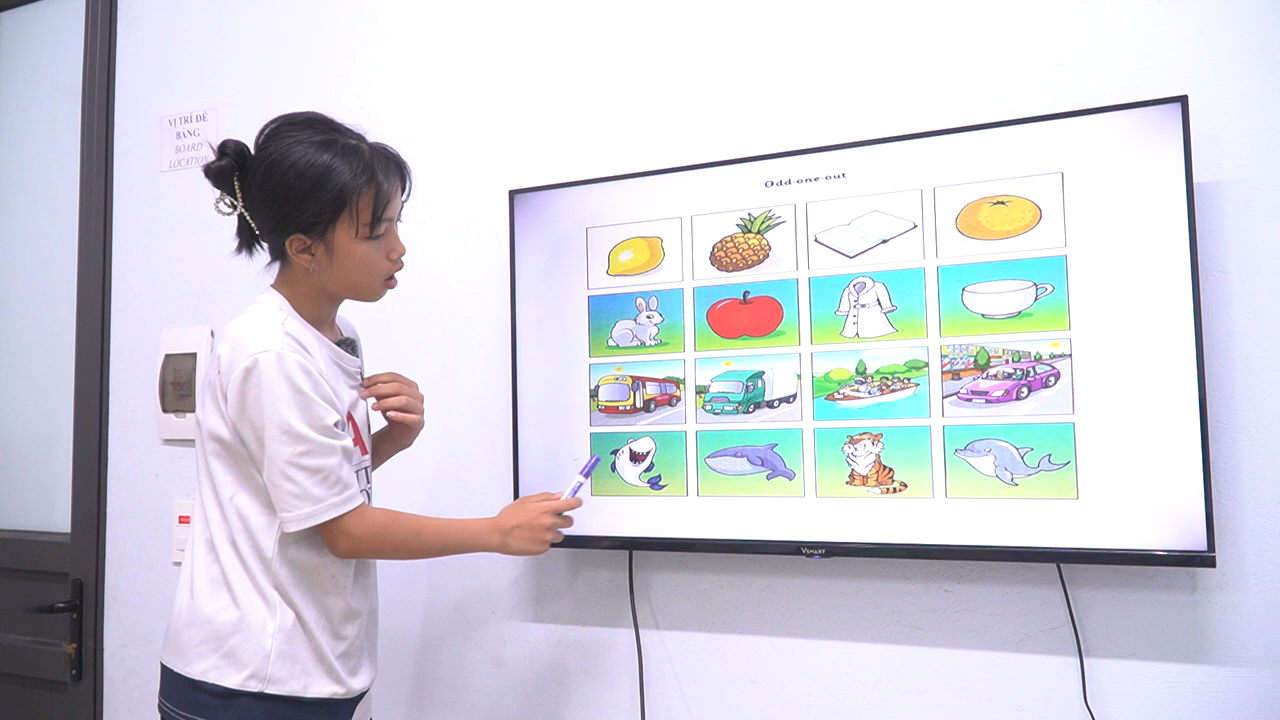 VỊ TRÍ ĐỂ
BẢNG
BOARD
LOCATION
Odd-one-out
VSMART